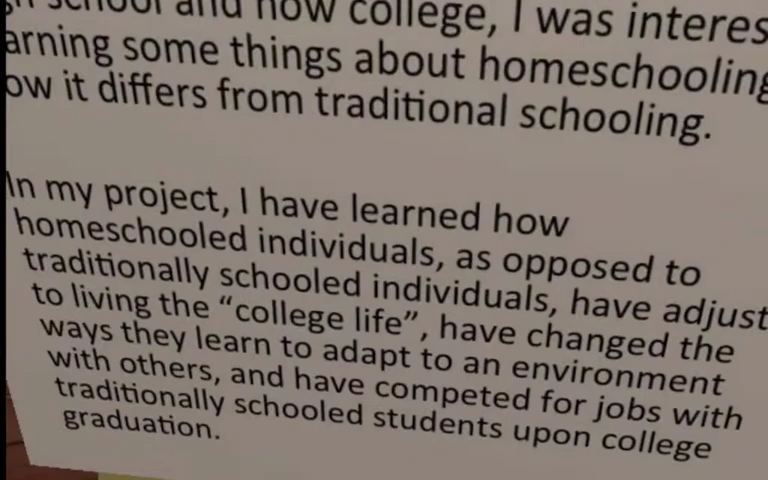 school and now college, I was
some things about homeschooling
it differs from traditional schooling.
In my project, I have learned how
homeschooled individuals, as opposed to
traditionally schooled individuals, have adjust
to living the “college life”, have changed the
ways they learn to adapt to an environment
with others, and have competed for jobs with
traditionally schooled students upon college
graduation.